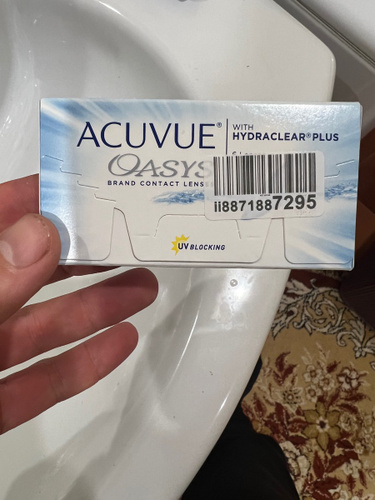 ACUVUE® WITH
HYDRACLEAR® PLUS
OASYS
BRAND CONTACT LENSES
ii8871887295
UV BLOCKING